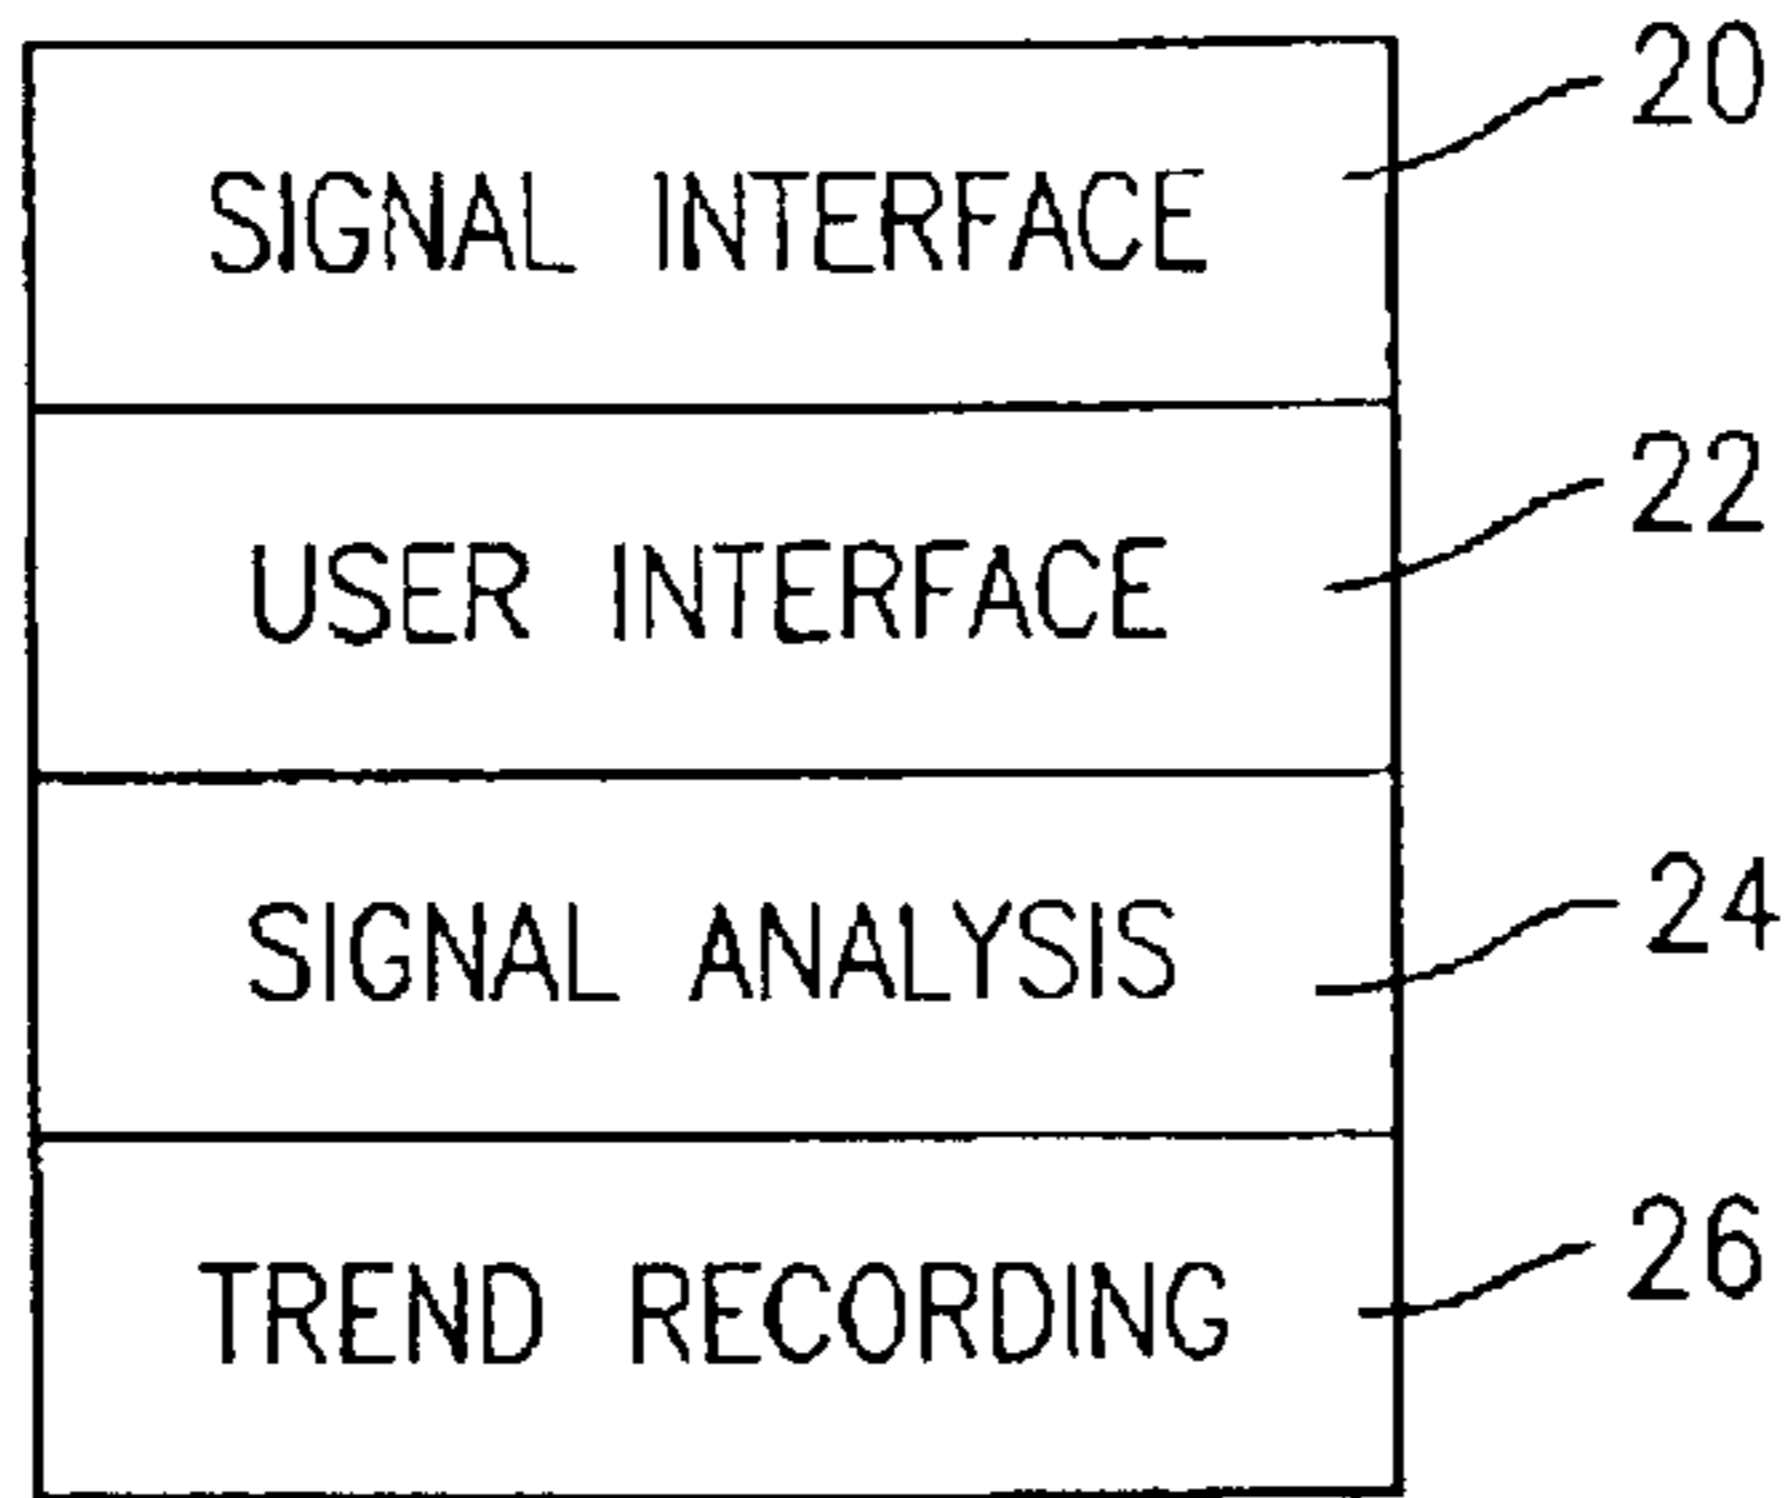 SIGNAL INTERFACE 20
USER INTERFACE 22
SIGNAL ANALYSIS 24
TREND RECORDING 26